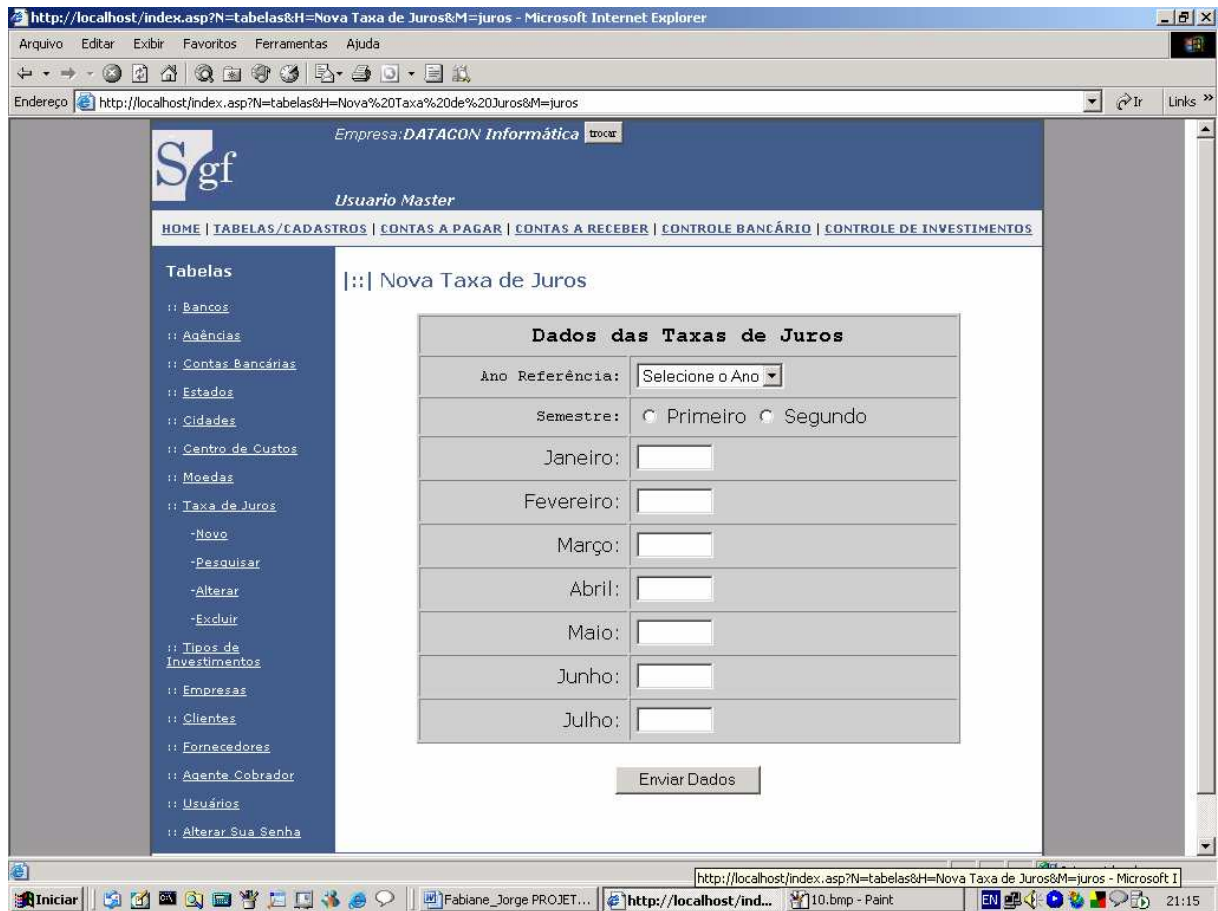 http://localhost/index.asp?N=tabelas&H=Nova Taxa de Juros&M=juros - Microsoft Internet Explorer
Arquivo Editar Exibir Favoritos Ferramentas Ajuda
Endereço http://localhost/index.asp?N=tabelas&H=Nova%20Taxa%20de%20Juros&M=juros Ir Links »
Sgf
Empresa:DATACON Informática trocar
Usuario Master
HOME | TABELAS/CADASTROS | CONTAS A PAGAR | CONTAS A RECEBER | CONTROLE BANCÁRIO | CONTROLE DE INVESTIMENTOS
Tabelas
:: Bancos
:: Agências
:: Contas Bancárias
:: Estados
:: Cidades
:: Centro de Custos
:: Moedas
:: Taxa de Juros
-Novo
-Pesquisar
-Alterar
-Excluir
:: Tipos de
Investimentos
:: Empresas
:: Clientes
:: Fornecedores
:: Agente Cobrador
:: Usuários
:: Alterar Sua Senha
|::| Nova Taxa de Juros
Dados das Taxas de Juros
Ano Referência: Selecione o Ano
Semestre: Primeiro Segundo
Janeiro:
Fevereiro:
Março:
Abril:
Maio:
Junho:
Julho:
Enviar Dados
http://localhost/index.asp?N=tabelas&H=Nova Taxa de Juros&M=juros - Microsoft I
Iniciar Fabiane_Jorge PROJET... http://localhost/ind... 10.bmp - Paint EN 21:15